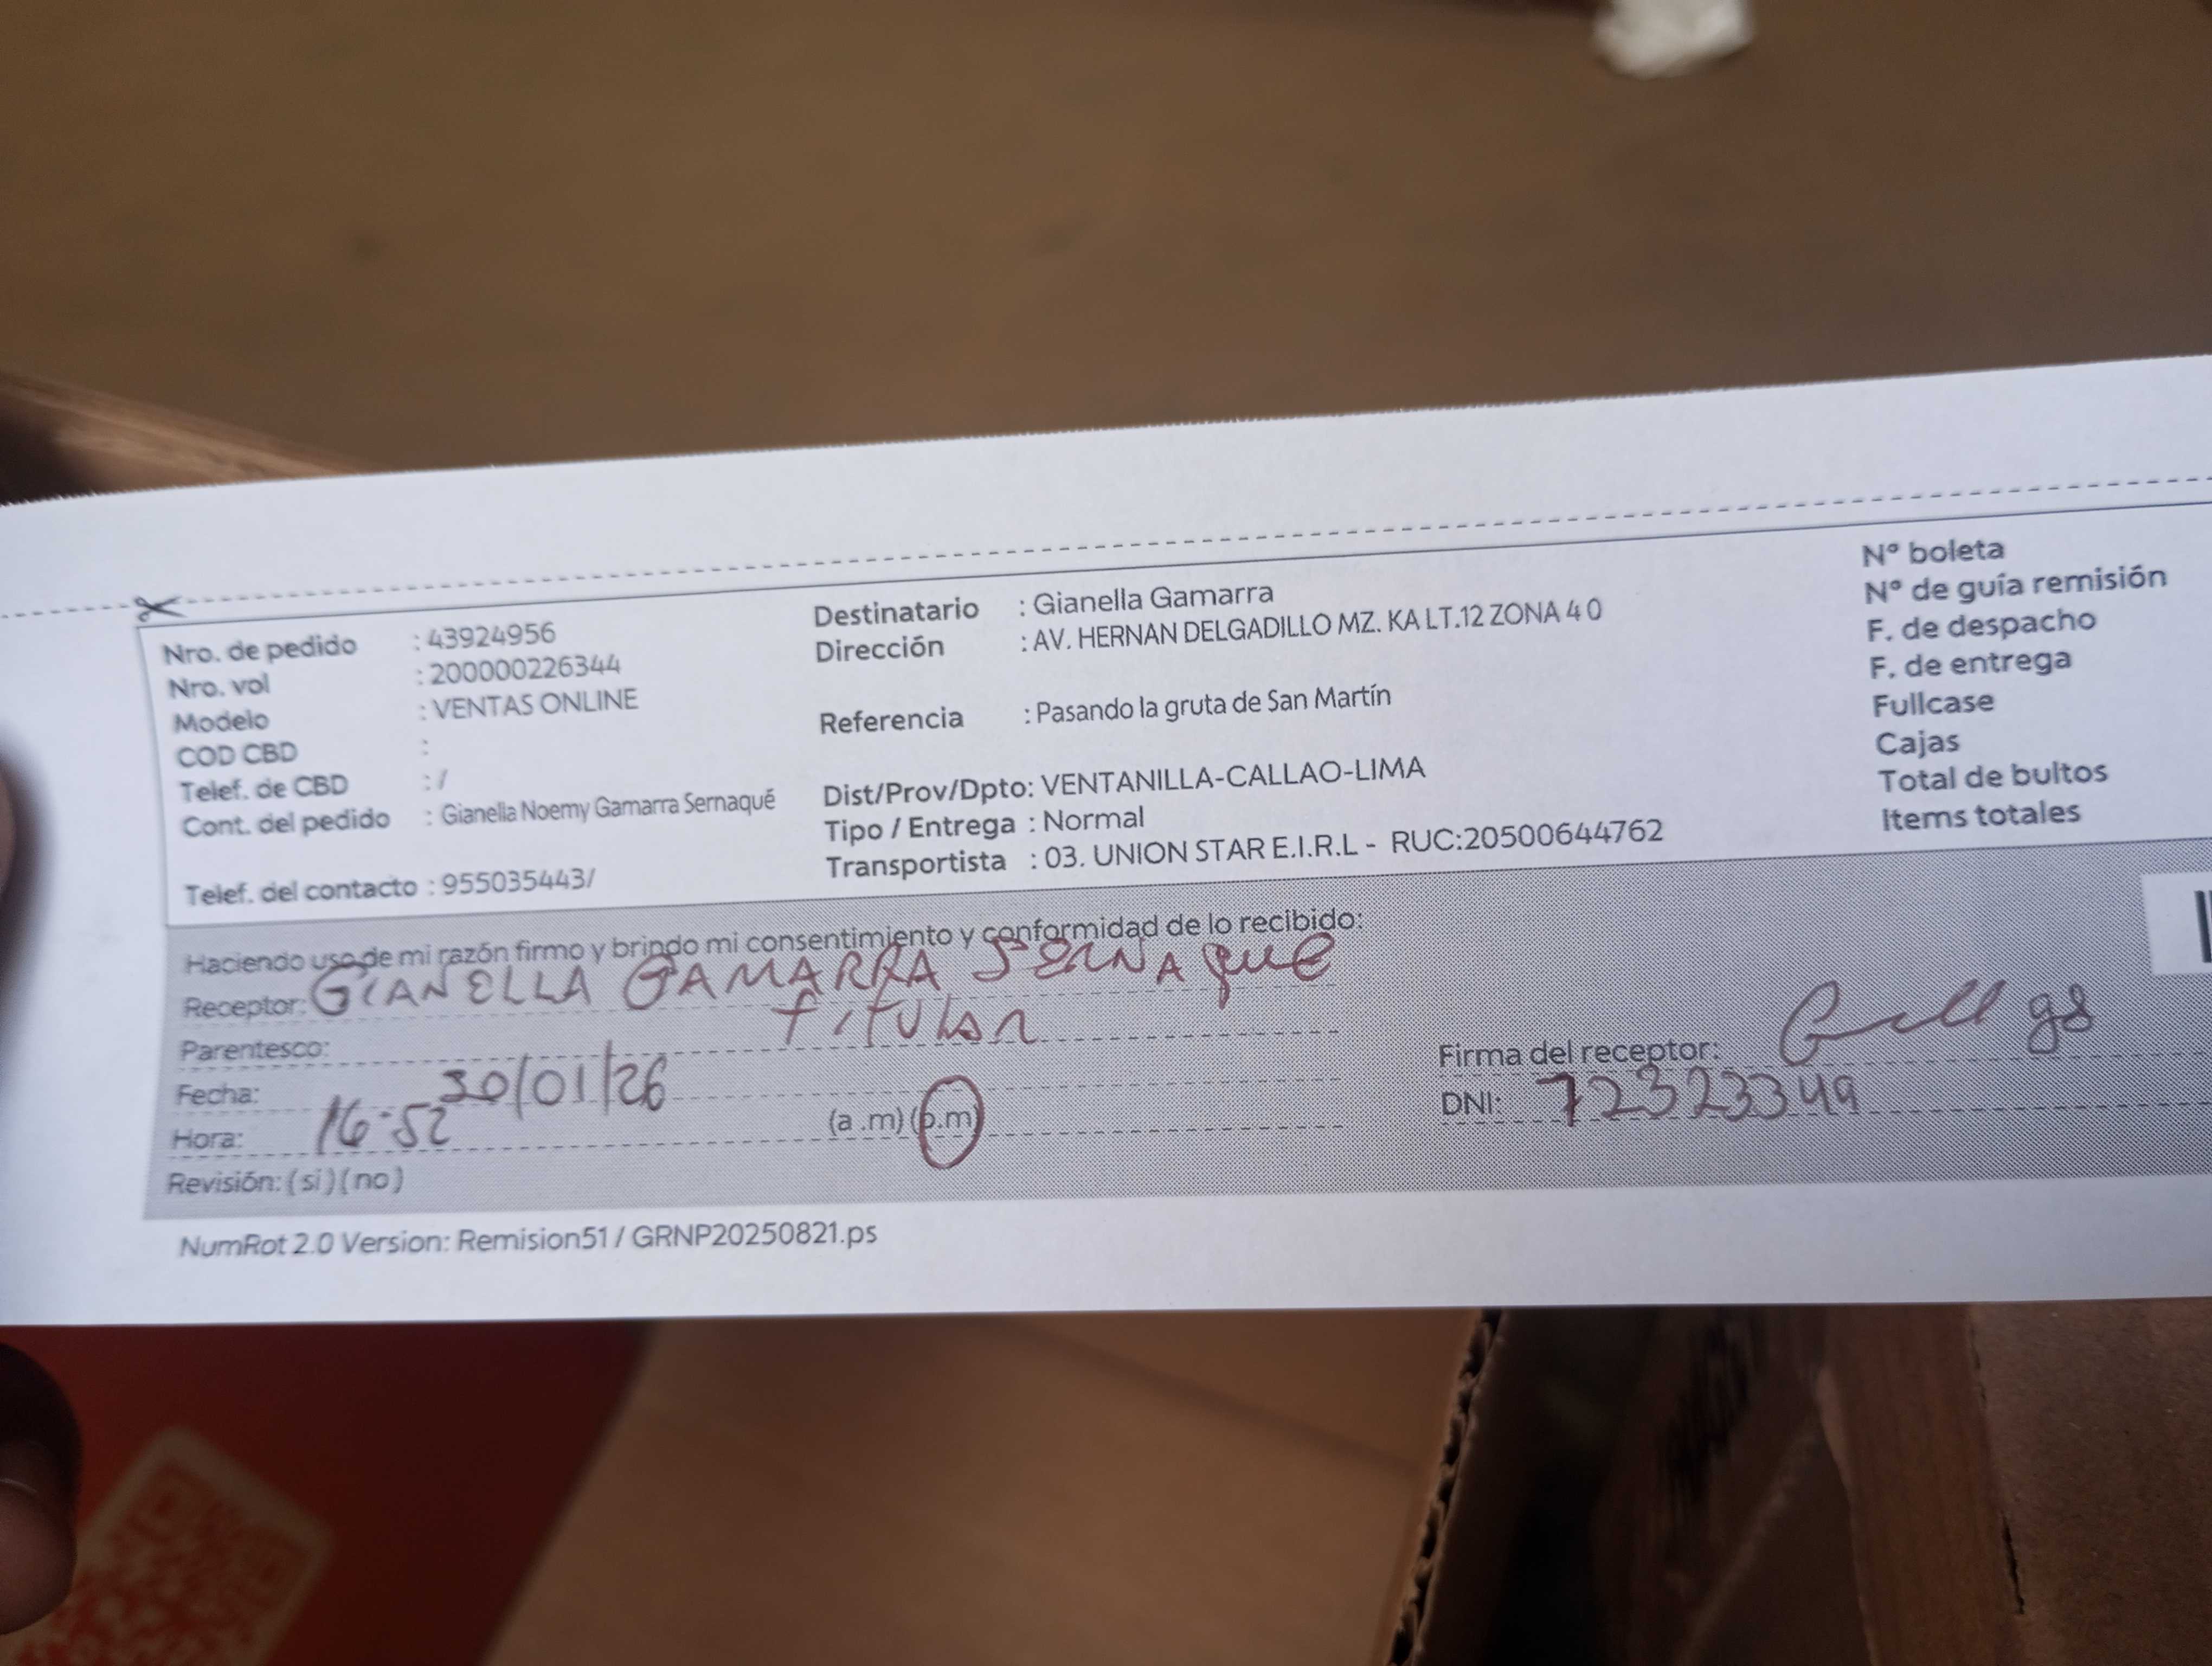 Nro. de pedido : 43924956
Nro. vol : 200000226344
Modelo : VENTAS ONLINE
COD CBD :
Telef. de CBD : /
Cont. del pedido : Gianella Noemy Gamarra Sernaqué
Telef. del contacto : 955035443/
Destinatario : Gianella Gamarra
Dirección : AV. HERNAN DELGADILLO MZ. KA LT.12 ZONA 4 0
Referencia : Pasando la gruta de San Martín
Dist/Prov/Dpto: VENTANILLA-CALLAO-LIMA
Tipo / Entrega : Normal
Transportista : 03. UNION STAR E.I.R.L - RUC:20500644762
Nº boleta
Nº de guía remisión
F. de despacho
F. de entrega
Fullcase
Cajas
Total de bultos
Items totales
Haciendo uso de mi razón firmo y brindo mi consentimiento y conformidad de lo recibido:
Receptor: GIANELLA GAMARRA SERNAQUE
Parentesco: TITULAR
Fecha: 30/01/26
Hora: 16:52 (a .m) (p.m)
Revisión: ( si ) ( no )
Firma del receptor:
DNI: 72323349
NumRot 2.0 Version: Remision51 / GRNP20250821.ps